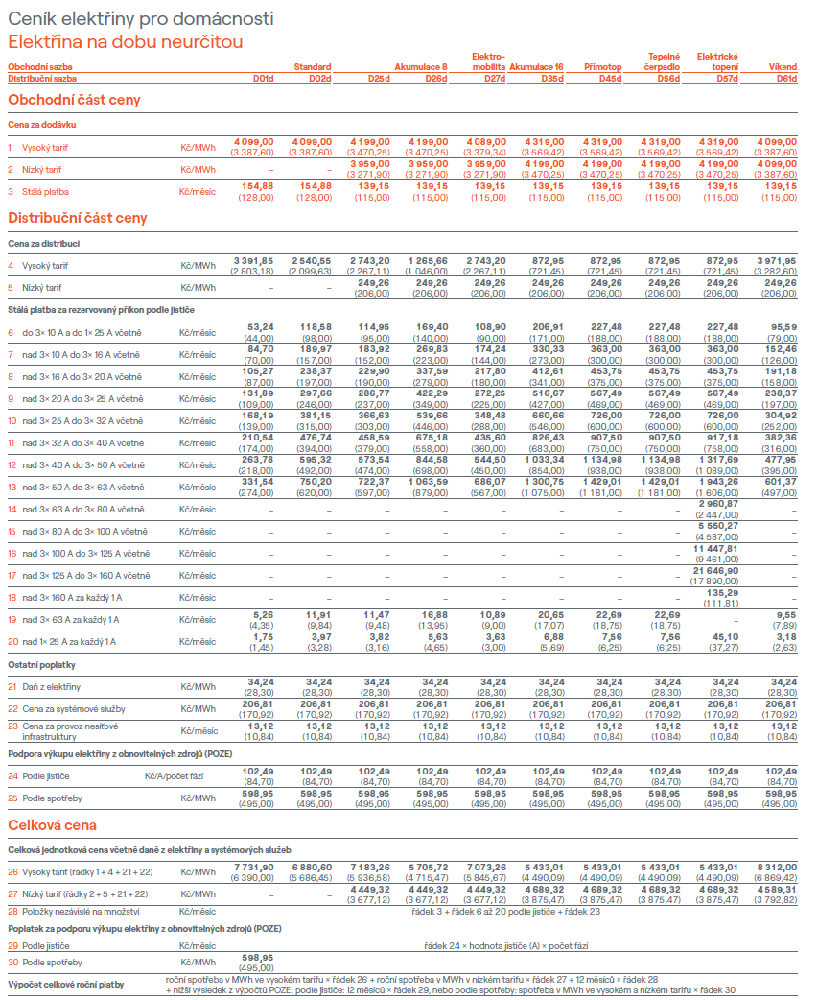 Ceník elektřiny pro domácnosti
Elektřina na dobu neurčitou
Obchodní sazba Standard Akumulace 8 Elektro-mobilita Akumulace 16 Přímotop Tepelné čerpadlo Elektrické topení Víkend
Distribuční sazba D01d D02d D25d D26d D27d D35d D45d D56d D57d D61d
Obchodní část ceny
Cena za dodávku
1 Vysoký tarif Kč/MWh 4 099,00 4 099,00 4 199,00 4 199,00 4 089,00 4 319,00 4 319,00 4 319,00 4 319,00 4 099,00
(3 387,60) (3 387,60) (3 470,25) (3 470,25) (3 379,34) (3 569,42) (3 569,42) (3 569,42) (3 569,42) (3 387,60)
2 Nízký tarif Kč/MWh – – 3 959,00 3 959,00 3 959,00 4 199,00 4 199,00 4 199,00 4 199,00 4 099,00
(3 271,90) (3 271,90) (3 271,90) (3 470,25) (3 470,25) (3 470,25) (3 470,25) (3 387,60)
3 Stálá platba Kč/měsíc 154,88 154,88 139,15 139,15 139,15 139,15 139,15 139,15 139,15 139,15
(128,00) (128,00) (115,00) (115,00) (115,00) (115,00) (115,00) (115,00) (115,00) (115,00)
Distribuční část ceny
Cena za distribuci
4 Vysoký tarif Kč/MWh 3 391,85 2 540,55 2 743,20 1 265,66 2 743,20 872,95 872,95 872,95 872,95 3 971,95
(2 803,18) (2 099,63) (2 267,11) (1 046,00) (2 267,11) (721,45) (721,45) (721,45) (721,45) (3 282,60)
5 Nízký tarif Kč/MWh – – 249,26 249,26 249,26 249,26 249,26 249,26 249,26 249,26
(206,00) (206,00) (206,00) (206,00) (206,00) (206,00) (206,00) (206,00)
Stálá platba za rezervovaný příkon podle jističe
6 do 3× 10 A a do 1× 25 A včetně Kč/měsíc 53,24 118,58 114,95 169,40 108,90 206,91 227,48 227,48 227,48 95,59
(44,00) (98,00) (95,00) (140,00) (90,00) (171,00) (188,00) (188,00) (188,00) (79,00)
7 nad 3× 10 A do 3× 16 A včetně Kč/měsíc 84,70 189,97 183,92 269,83 174,24 330,33 363,00 363,00 363,00 152,46
(70,00) (157,00) (152,00) (223,00) (144,00) (273,00) (300,00) (300,00) (300,00) (126,00)
8 nad 3× 16 A do 3× 20 A včetně Kč/měsíc 105,27 238,37 229,90 337,59 217,80 412,61 453,75 453,75 453,75 191,18
(87,00) (197,00) (190,00) (279,00) (180,00) (341,00) (375,00) (375,00) (375,00) (158,00)
9 nad 3× 20 A do 3× 25 A včetně Kč/měsíc 131,89 297,66 286,77 422,29 272,25 516,67 567,49 567,49 567,49 238,37
(109,00) (246,00) (237,00) (349,00) (225,00) (427,00) (469,00) (469,00) (469,00) (197,00)
10 nad 3× 25 A do 3× 32 A včetně Kč/měsíc 168,19 381,15 366,63 539,66 348,48 660,66 726,00 726,00 726,00 304,92
(139,00) (315,00) (303,00) (446,00) (288,00) (546,00) (600,00) (600,00) (600,00) (252,00)
11 nad 3× 32 A do 3× 40 A včetně Kč/měsíc 210,54 476,74 458,59 675,18 435,60 826,43 907,50 907,50 917,18 382,36
(174,00) (394,00) (379,00) (558,00) (360,00) (683,00) (750,00) (750,00) (758,00) (316,00)
12 nad 3× 40 A do 3× 50 A včetně Kč/měsíc 263,78 595,32 573,54 844,58 544,50 1 033,34 1 134,98 1 134,98 1 317,69 477,95
(218,00) (492,00) (474,00) (698,00) (450,00) (854,00) (938,00) (938,00) (1 089,00) (395,00)
13 nad 3× 50 A do 3× 63 A včetně Kč/měsíc 331,54 750,20 722,37 1 063,59 686,07 1 300,75 1 429,01 1 429,01 1 943,26 601,37
(274,00) (620,00) (597,00) (879,00) (567,00) (1 075,00) (1 181,00) (1 181,00) (1 606,00) (497,00)
14 nad 3× 63 A do 3× 80 A včetně Kč/měsíc – – – – – – – – 2 960,87 –
(2 447,00)
15 nad 3× 80 A do 3× 100 A včetně Kč/měsíc – – – – – – – – 5 550,27 –
(4 587,00)
16 nad 3× 100 A do 3× 125 A včetně Kč/měsíc – – – – – – – – 11 447,81 –
(9 461,00)
17 nad 3× 125 A do 3× 160 A včetně Kč/měsíc – – – – – – – – 21 646,90 –
(17 890,00)
18 nad 3× 160 A za každý 1 A Kč/měsíc – – – – – – – – 135,29 –
(111,81)
19 nad 3× 63 A za každý 1 A Kč/měsíc 5,26 11,91 11,47 16,88 10,89 20,65 22,69 22,69 – 9,55
(4,35) (9,84) (9,48) (13,95) (9,00) (17,07) (18,75) (18,75) (7,89)
20 nad 1× 25 A za každý 1 A Kč/měsíc 1,75 3,97 3,82 5,63 3,63 6,88 7,56 7,56 45,10 3,18
(1,45) (3,28) (3,16) (4,65) (3,00) (5,69) (6,25) (6,25) (37,27) (2,63)
Ostatní poplatky
21 Daň z elektřiny Kč/MWh 34,24 34,24 34,24 34,24 34,24 34,24 34,24 34,24 34,24 34,24
(28,30) (28,30) (28,30) (28,30) (28,30) (28,30) (28,30) (28,30) (28,30) (28,30)
22 Cena za systémové služby Kč/MWh 206,81 206,81 206,81 206,81 206,81 206,81 206,81 206,81 206,81 206,81
(170,92) (170,92) (170,92) (170,92) (170,92) (170,92) (170,92) (170,92) (170,92) (170,92)
23 Cena za provoz nesíťové infrastruktury Kč/měsíc 13,12 13,12 13,12 13,12 13,12 13,12 13,12 13,12 13,12 13,12
(10,84) (10,84) (10,84) (10,84) (10,84) (10,84) (10,84) (10,84) (10,84) (10,84)
Podpora výkupu elektřiny z obnovitelných zdrojů (POZE)
24 Podle jističe Kč/A/počet fází 102,49 102,49 102,49 102,49 102,49 102,49 102,49 102,49 102,49 102,49
(84,70) (84,70) (84,70) (84,70) (84,70) (84,70) (84,70) (84,70) (84,70) (84,70)
25 Podle spotřeby Kč/MWh 598,95 598,95 598,95 598,95 598,95 598,95 598,95 598,95 598,95 598,95
(495,00) (495,00) (495,00) (495,00) (495,00) (495,00) (495,00) (495,00) (495,00) (495,00)
Celková cena
Celková jednotková cena včetně daně z elektřiny a systémových služeb
26 Vysoký tarif (řádky 1 + 4 + 21 + 22) Kč/MWh 7 731,90 6 880,60 7 183,26 5 705,72 7 073,26 5 433,01 5 433,01 5 433,01 5 433,01 8 312,00
(6 390,00) (5 686,45) (5 936,58) (4 715,47) (5 845,67) (4 490,09) (4 490,09) (4 490,09) (4 490,09) (6 869,42)
27 Nízký tarif (řádky 2 + 5 + 21 + 22) Kč/MWh – – 4 449,32 4 449,32 4 449,32 4 689,32 4 689,32 4 689,32 4 689,32 4 589,31
(3 677,12) (3 677,12) (3 677,12) (3 875,47) (3 875,47) (3 875,47) (3 875,47) (3 792,82)
28 Položky nezávislé na množství Kč/měsíc řádek 3 + řádek 6 až 20 podle jističe + řádek 23
Poplatek za podporu výkupu elektřiny z obnovitelných zdrojů (POZE)
29 Podle jističe Kč/měsíc řádek 24 × hodnota jističe (A) × počet fází
30 Podle spotřeby Kč/MWh 598,95
(495,00)
Výpočet celkové roční platby roční spotřeba v MWh ve vysokém tarifu × řádek 26 + roční spotřeba v MWh v nízkém tarifu × řádek 27 + 12 měsíců × řádek 28
+ nižší výsledek z výpočtů POZE; podle jističe: 12 měsíců × řádek 29, nebo podle spotřeby: spotřeba v MWh ve vysokém a nízkém tarifu × řádek 30